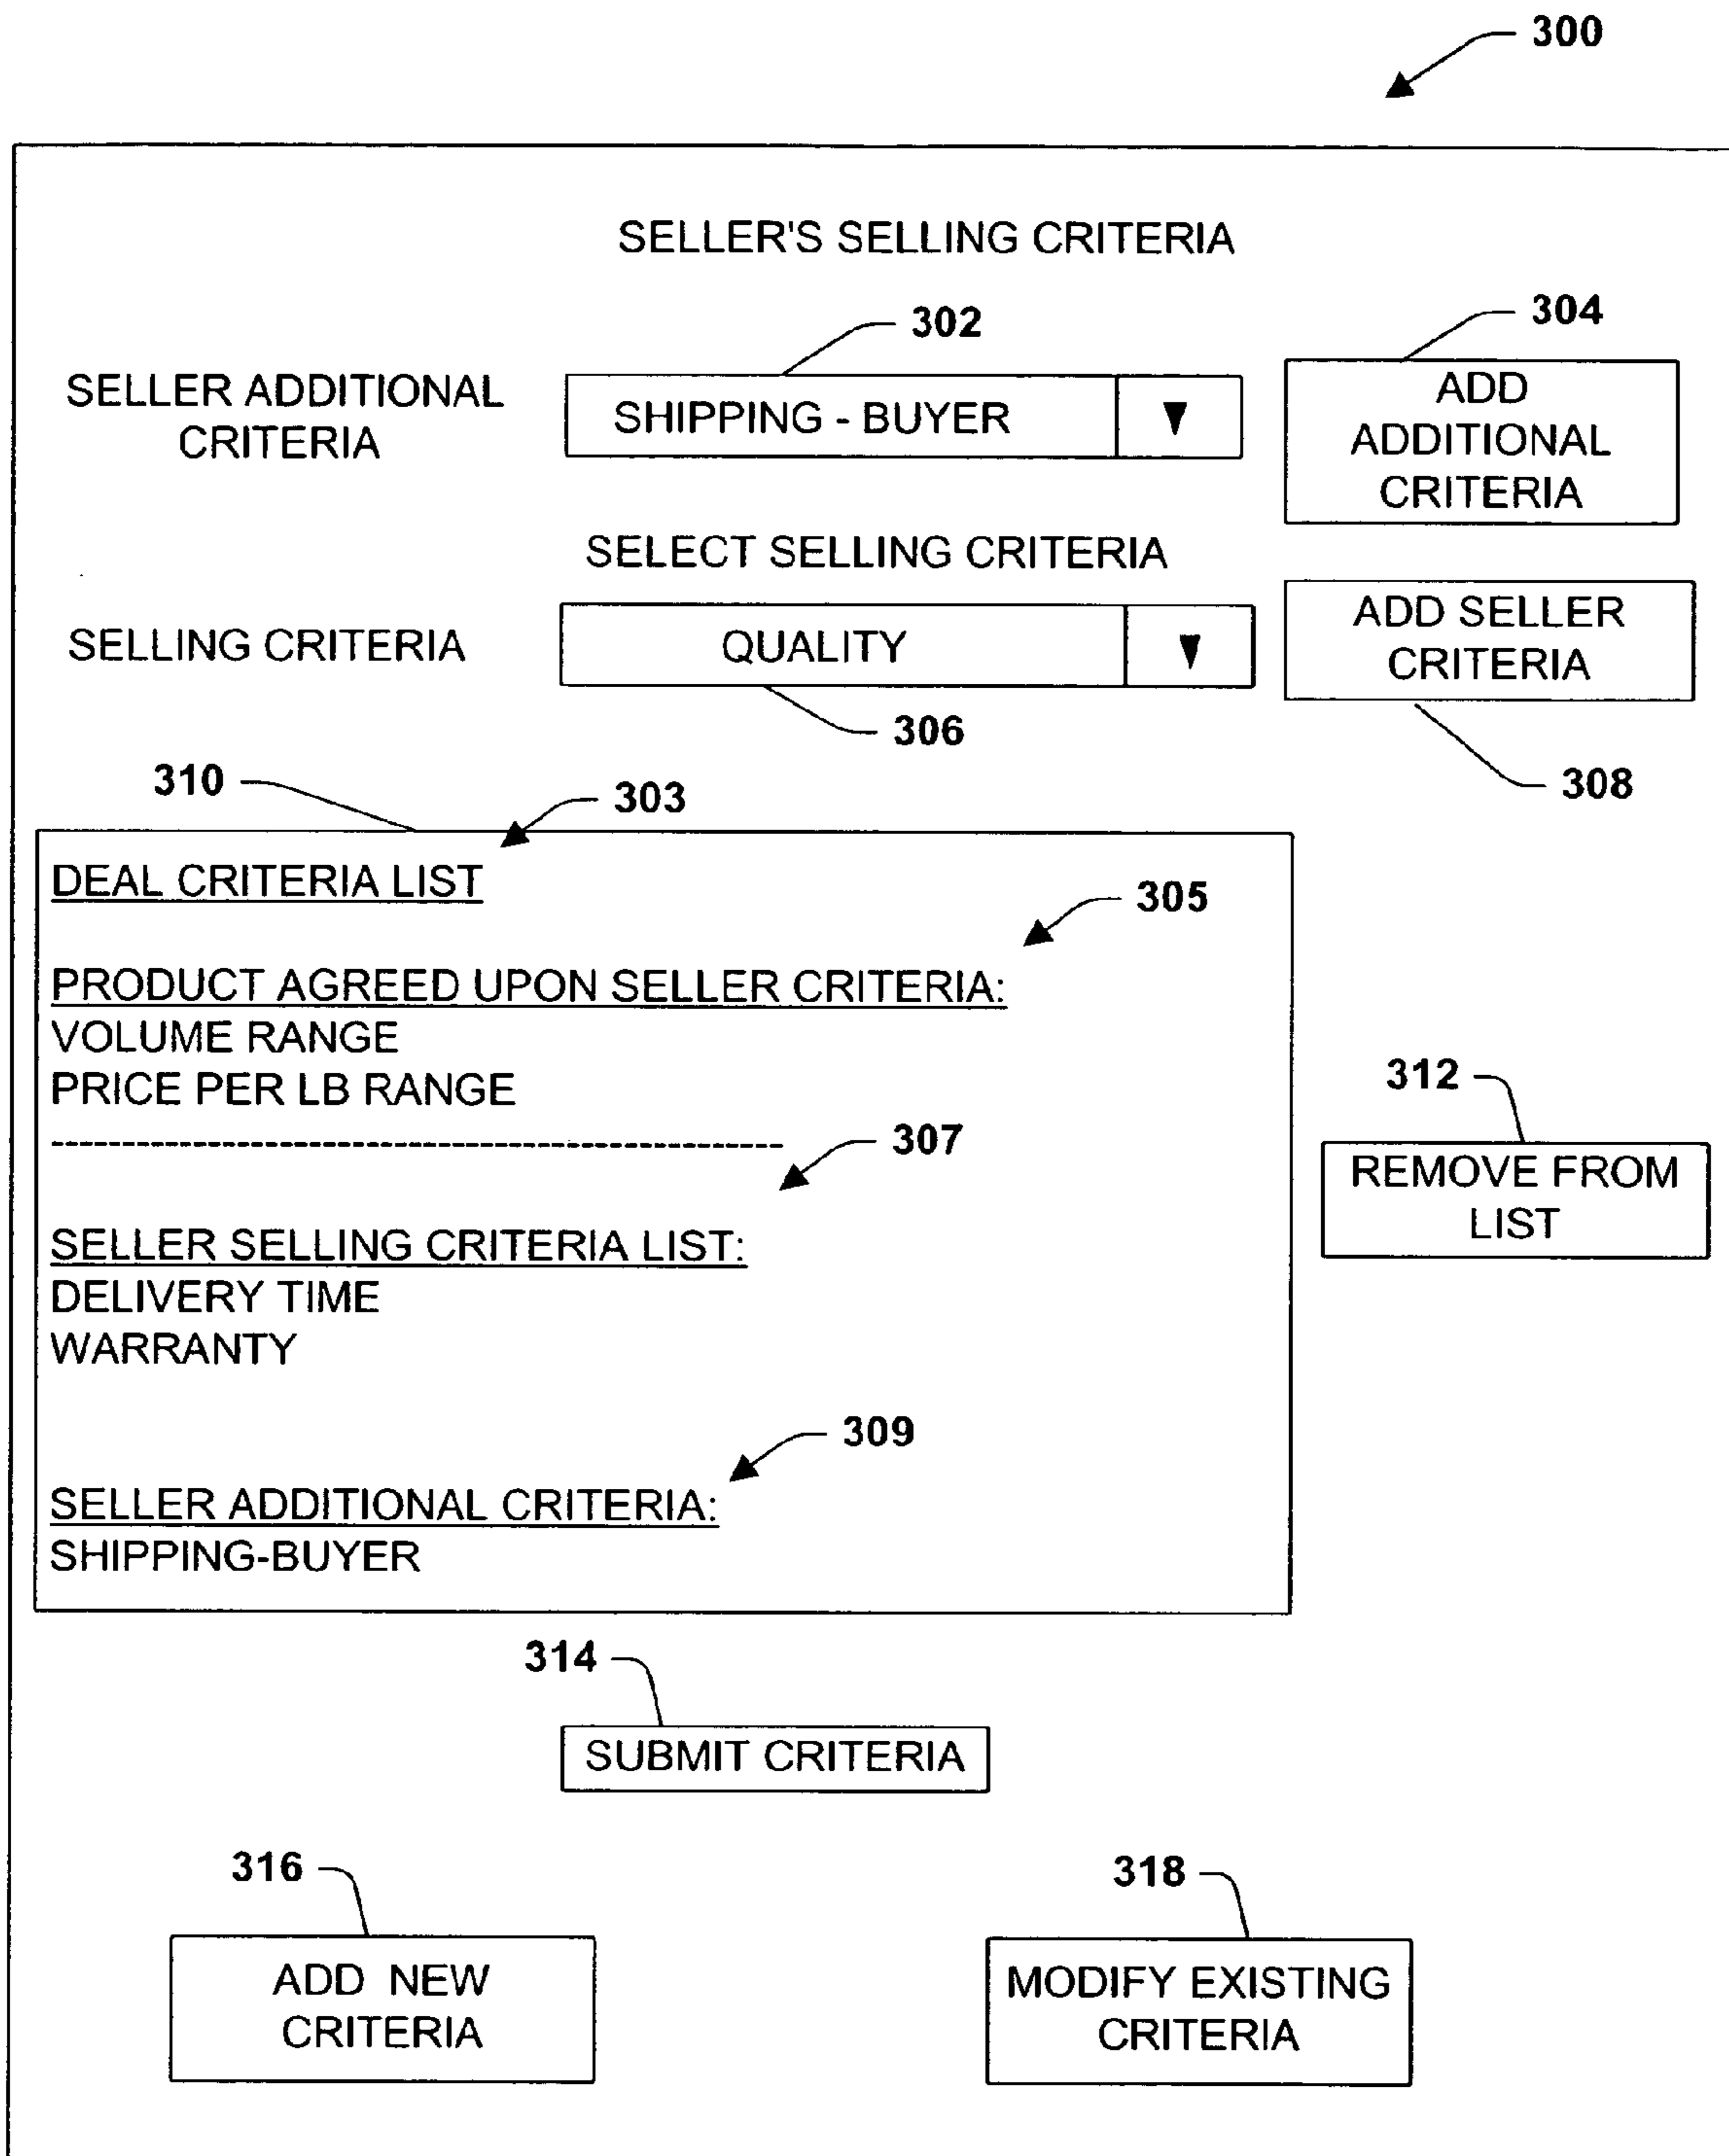 300
SELLER'S SELLING CRITERIA
302
304
SELLER ADDITIONAL
CRITERIA
SHIPPING - BUYER
ADD
ADDITIONAL
CRITERIA
SELECT SELLING CRITERIA
SELLING CRITERIA
QUALITY
ADD SELLER
CRITERIA
306
308
310
303
DEAL CRITERIA LIST
305
PRODUCT AGREED UPON SELLER CRITERIA:
VOLUME RANGE
PRICE PER LB RANGE
307
312
REMOVE FROM
LIST
SELLER SELLING CRITERIA LIST:
DELIVERY TIME
WARRANTY
309
SELLER ADDITIONAL CRITERIA:
SHIPPING-BUYER
314
SUBMIT CRITERIA
316
318
ADD NEW
CRITERIA
MODIFY EXISTING
CRITERIA